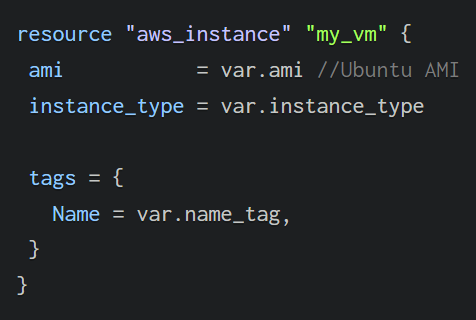 resource "aws_instance" "my_vm" {
 ami           = var.ami //Ubuntu AMI
 instance_type = var.instance_type

 tags = {
   Name = var.name_tag,
 }
}